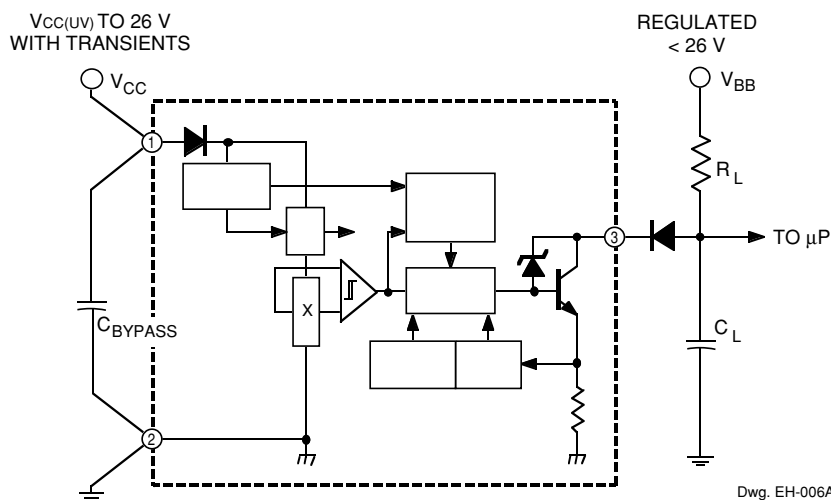 VCC(UV) TO 26 V
WITH TRANSIENTS
VCC
REGULATED
< 26 V
VBB
1
RL
3
TO µP
X
CBYPASS
CL
2
Dwg. EH-006A